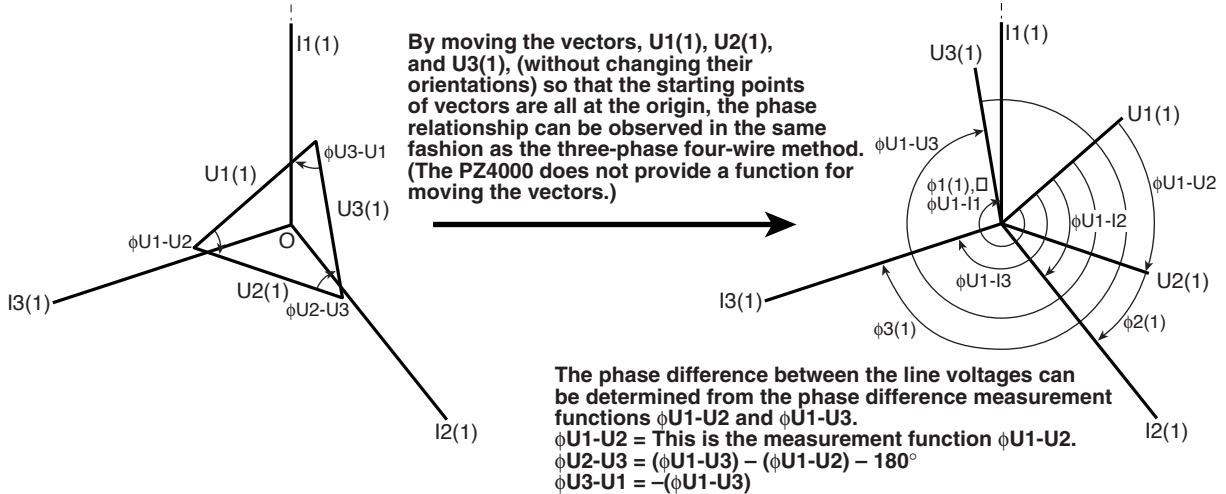 I1(1)
ϕU3-U1
U1(1)
U3(1)
O
ϕU1-U2
U2(1)
ϕU2-U3
I3(1)
I2(1)
By moving the vectors, U1(1), U2(1),
and U3(1), (without changing their
orientations) so that the starting points
of vectors are all at the origin, the phase
relationship can be observed in the same
fashion as the three-phase four-wire method.
(The PZ4000 does not provide a function for
moving the vectors.)
I1(1)
U3(1)
U1(1)
ϕU1-U3
ϕ1(1),□
ϕU1-I1
ϕU1-U2
ϕU1-I2
ϕU1-I3
U2(1)
I3(1)
ϕ3(1)
ϕ2(1)
I2(1)
The phase difference between the line voltages can
be determined from the phase difference measurement
functions ϕU1-U2 and ϕU1-U3.
ϕU1-U2 = This is the measurement function ϕU1-U2.
ϕU2-U3 = (ϕU1-U3) – (ϕU1-U2) – 180°
ϕU3-U1 = –(ϕU1-U3)